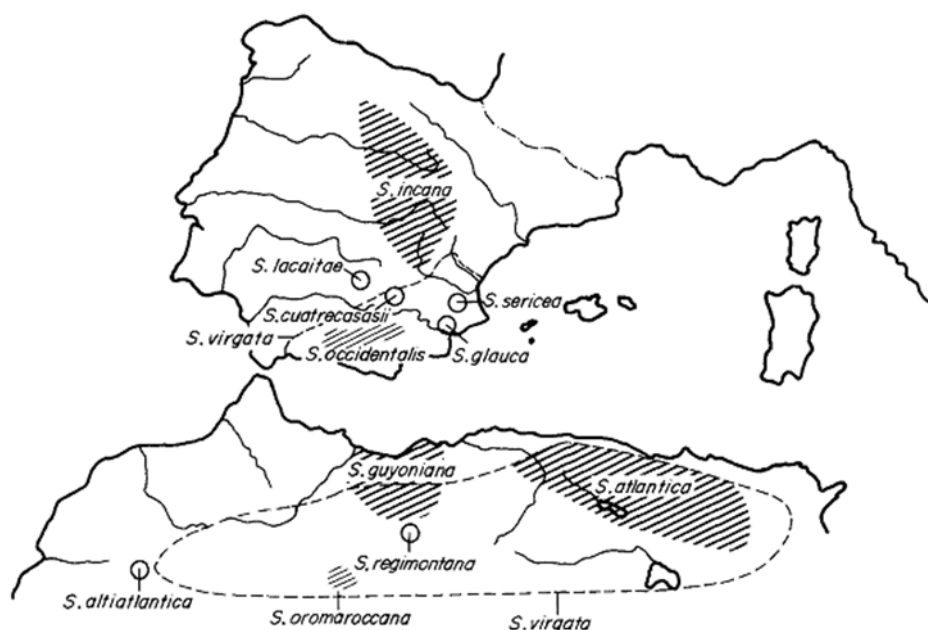 S. incana
S. lacaitae
S. sericea
S. cuatrecasasii
S. virgata
S. occidentalis
S. glauca
S. guyoniana
S. atlantica
S. regimontana
S. altiatlantica
S. oromaroccana
S. virgata